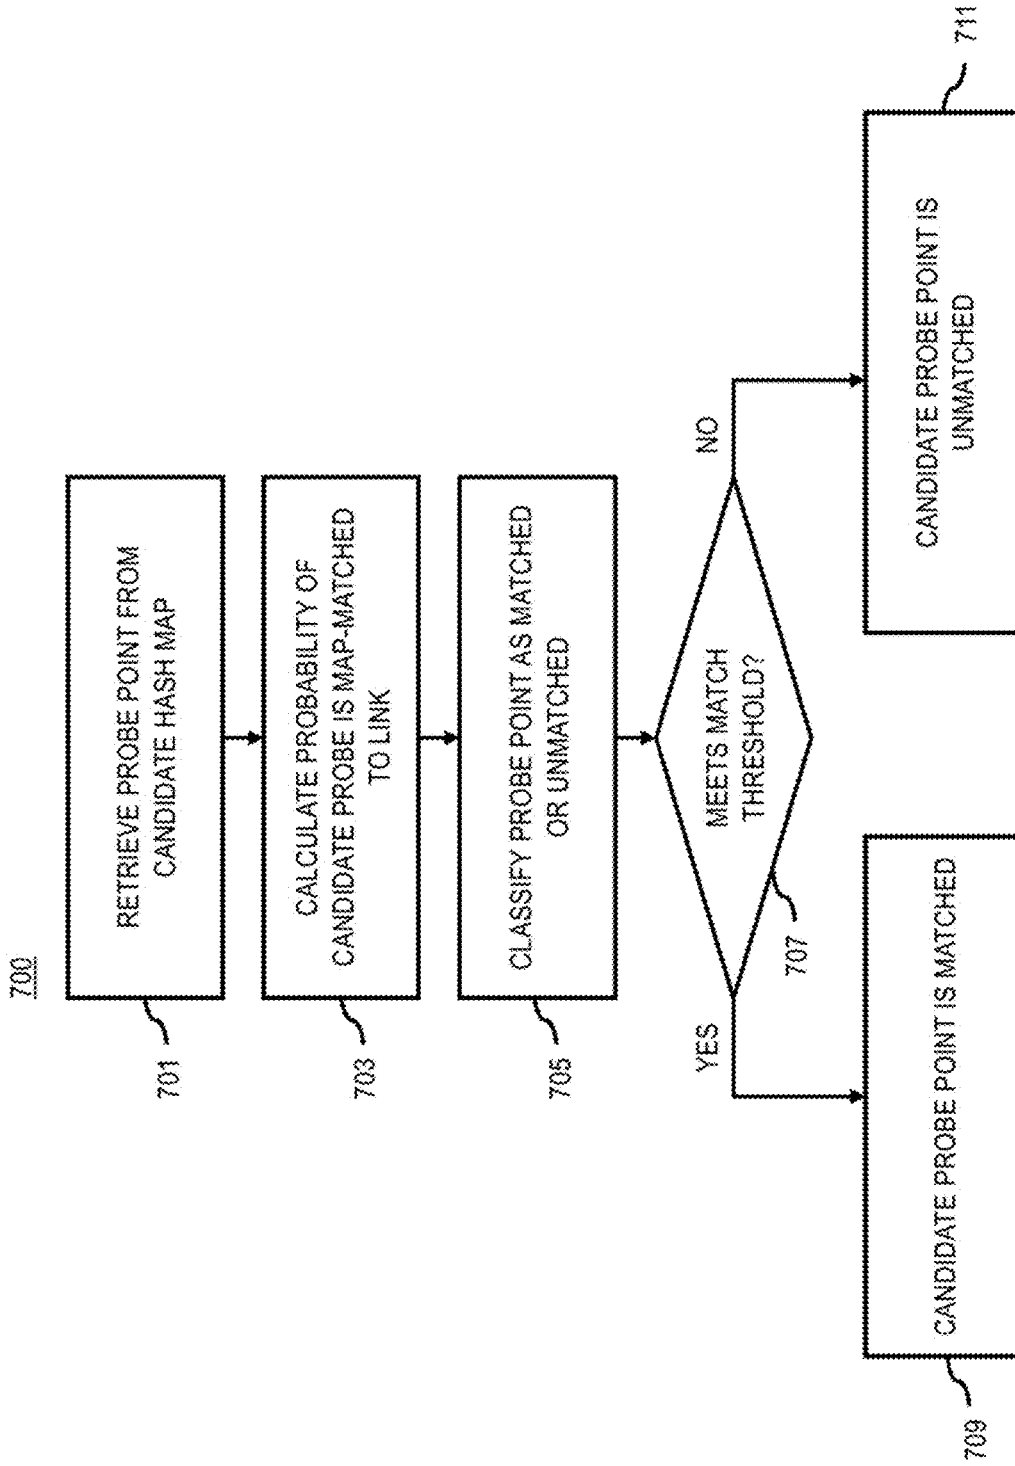 700
RETRIEVE PROBE POINT FROM
CANDIDATE HASH MAP
701
CALCULATE PROBABILITY OF
CANDIDATE PROBE IS MAP-MATCHED
TO LINK
703
CLASSIFY PROBE POINT AS MATCHED
OR UNMATCHED
705
MEETS MATCH
THRESHOLD?
707
YES
NO
CANDIDATE PROBE POINT IS MATCHED
709
CANDIDATE PROBE POINT IS
UNMATCHED
711